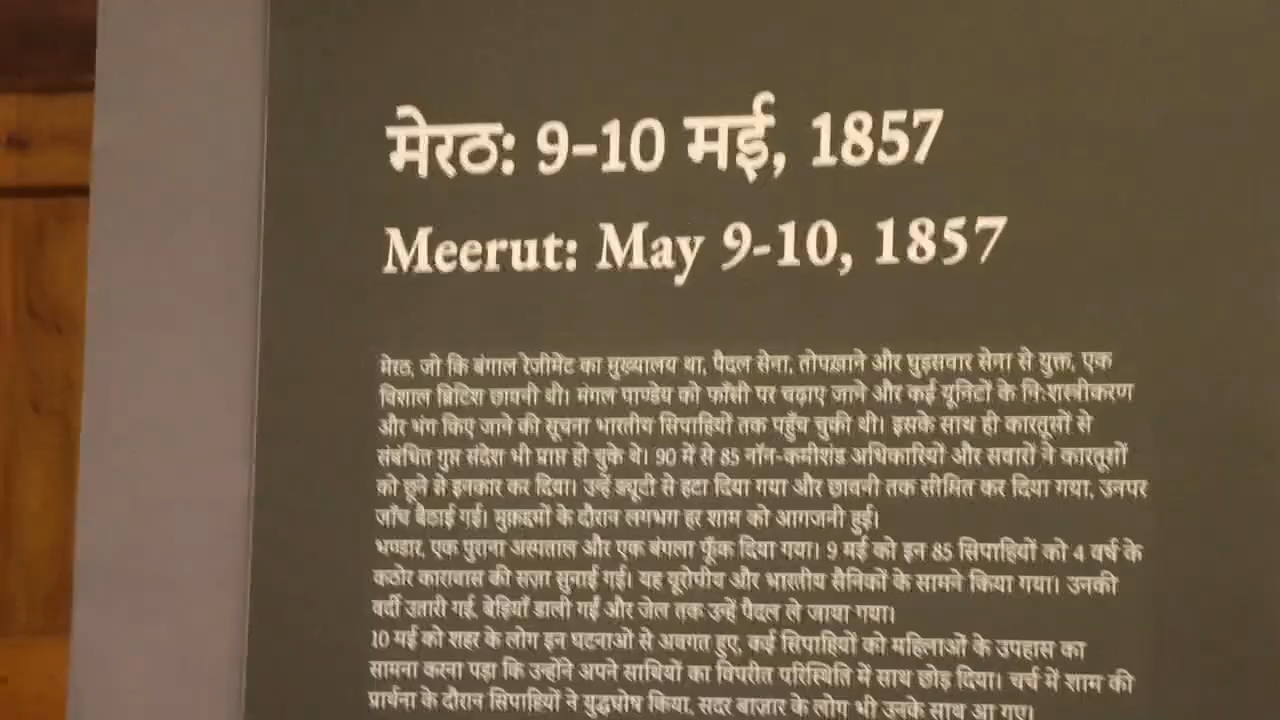 मेरठ: 9-10 मई, 1857
Meerut: May 9-10, 1857
मेरठ, जो कि बंगाल रेजीमेंट का मुख्यालय था, पैदल सेना, तोपख़ाने और घुड़सवार सेना से युक्त, एक
विशाल ब्रिटिश छावनी थी। मंगल पाण्डेय को फाँसी पर चढ़ाए जाने और कई यूनिटों के नि:शस्त्रीकरण
और भंग किए जाने की सूचना भारतीय सिपाहियों तक पहुँच चुकी थी। इसके साथ ही कारतूसों से
संबंधित गुप्त संदेश भी प्राप्त हो चुके थे। 90 में से 85 नॉन-कमीशंड अधिकारियों और सवारों ने कारतूसों
को छूने से इनकार कर दिया। उन्हें ड्यूटी से हटा दिया गया और छावनी तक सीमित कर दिया गया, उनपर
जाँच बैठाई गई। मुक़द्दमों के दौरान लगभग हर शाम को आगजनी हुई।
भण्डार, एक पुराना अस्पताल और एक बंगला फूँक दिया गया। 9 मई को इन 85 सिपाहियों को 4 वर्ष के
कठोर कारावास की सज़ा सुनाई गई। यह यूरोपीय और भारतीय सैनिकों के सामने किया गया। उनकी
वर्दी उतारी गई, बेड़ियाँ डाली गईं और जेल तक उन्हें पैदल ले जाया गया।
10 मई को शहर के लोग इन घटनाओं से अवगत हुए, कई सिपाहियों को महिलाओं के उपहास का
सामना करना पड़ा कि उन्होंने अपने साथियों का विपरीत परिस्थिति में साथ छोड़ दिया। चर्च में शाम की
प्रार्थना के दौरान सिपाहियों ने युद्धघोष किया, सदर बाज़ार के लोग भी उनके साथ आ गए।